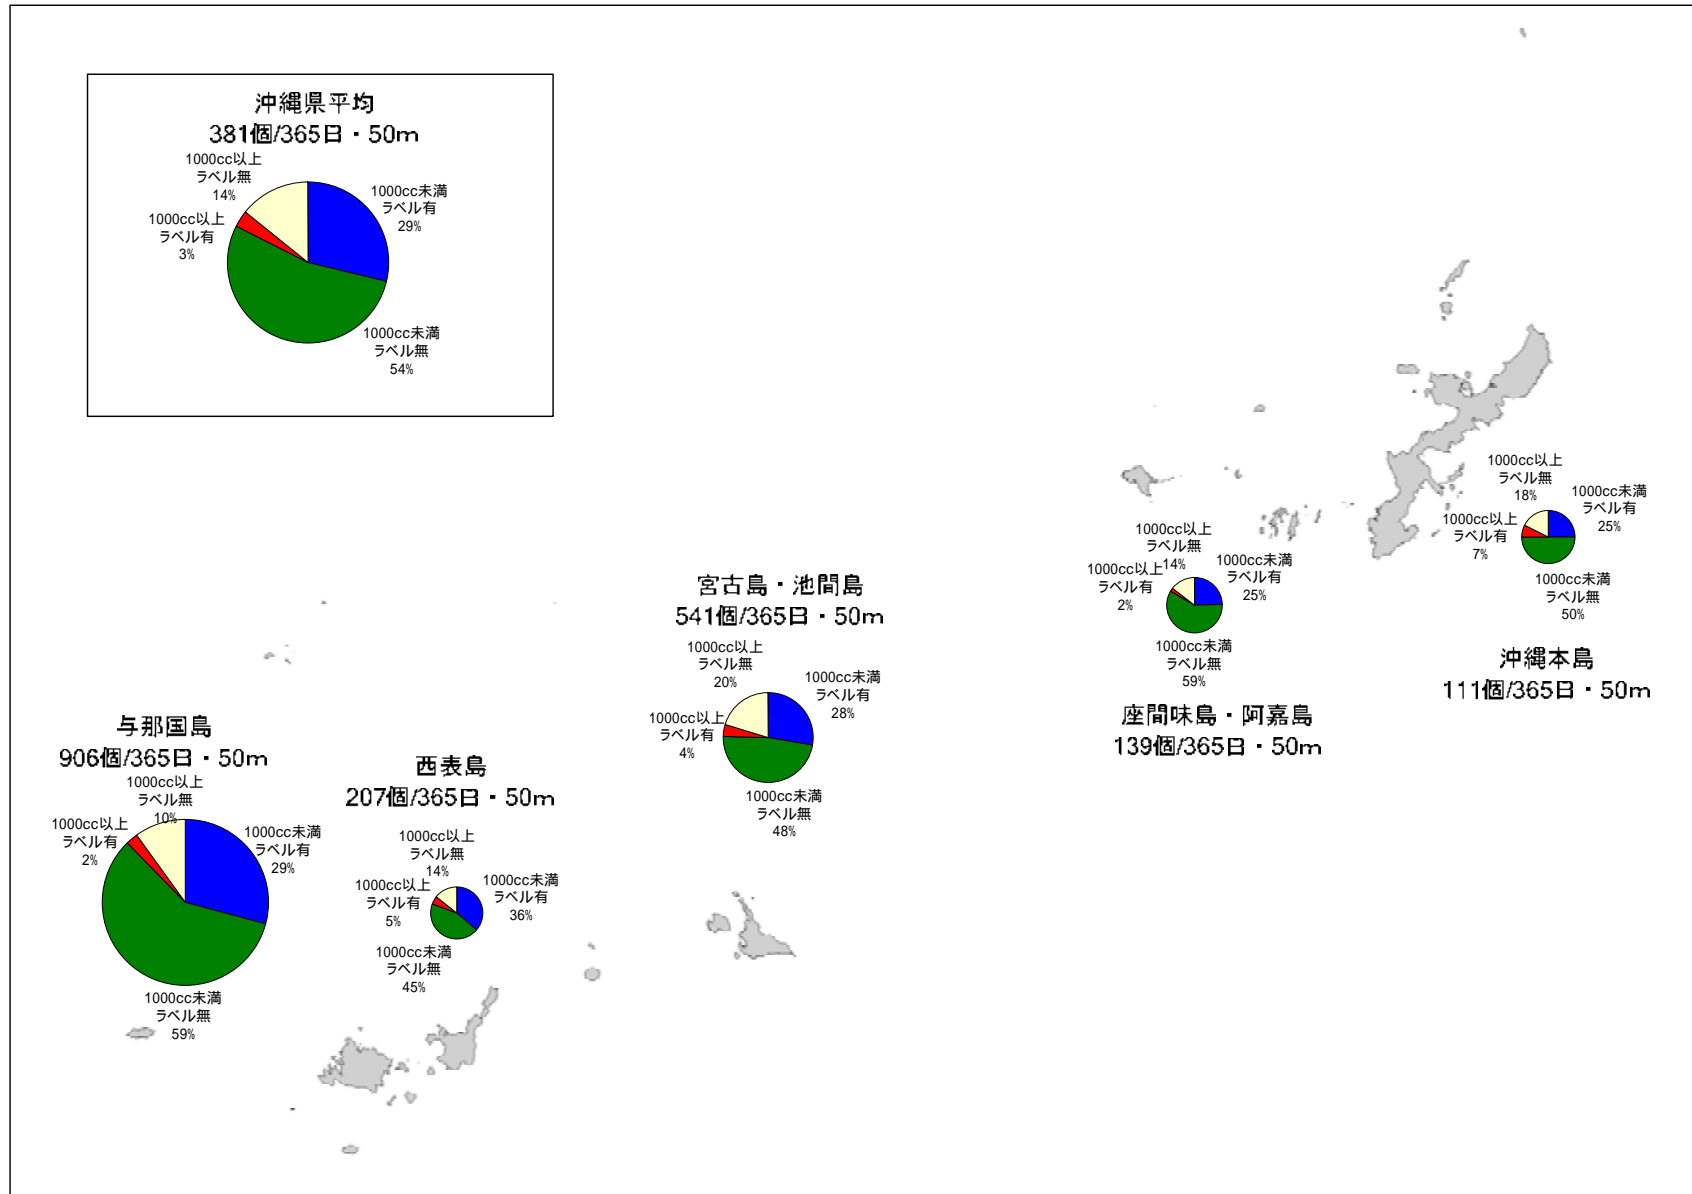 沖縄県平均
381個/365日・50m
1000cc以上
ラベル無
14%
1000cc未満
ラベル有
29%
1000cc以上
ラベル有
3%
1000cc未満
ラベル無
54%
1000cc以上
ラベル無
18%
1000cc未満
ラベル有
25%
1000cc以上
ラベル有
7%
1000cc未満
ラベル無
50%
沖縄本島
111個/365日・50m
1000cc以上
ラベル無
14%
1000cc未満
ラベル有
25%
1000cc以上
ラベル有
2%
1000cc未満
ラベル無
59%
座間味島・阿嘉島
139個/365日・50m
宮古島・池間島
541個/365日・50m
1000cc以上
ラベル無
20%
1000cc未満
ラベル有
28%
1000cc以上
ラベル有
4%
1000cc未満
ラベル無
48%
西表島
207個/365日・50m
1000cc以上
ラベル無
14%
1000cc未満
ラベル有
36%
1000cc以上
ラベル有
5%
1000cc未満
ラベル無
45%
与那国島
906個/365日・50m
1000cc以上
ラベル無
10%
1000cc未満
ラベル有
29%
1000cc以上
ラベル有
2%
1000cc未満
ラベル無
59%